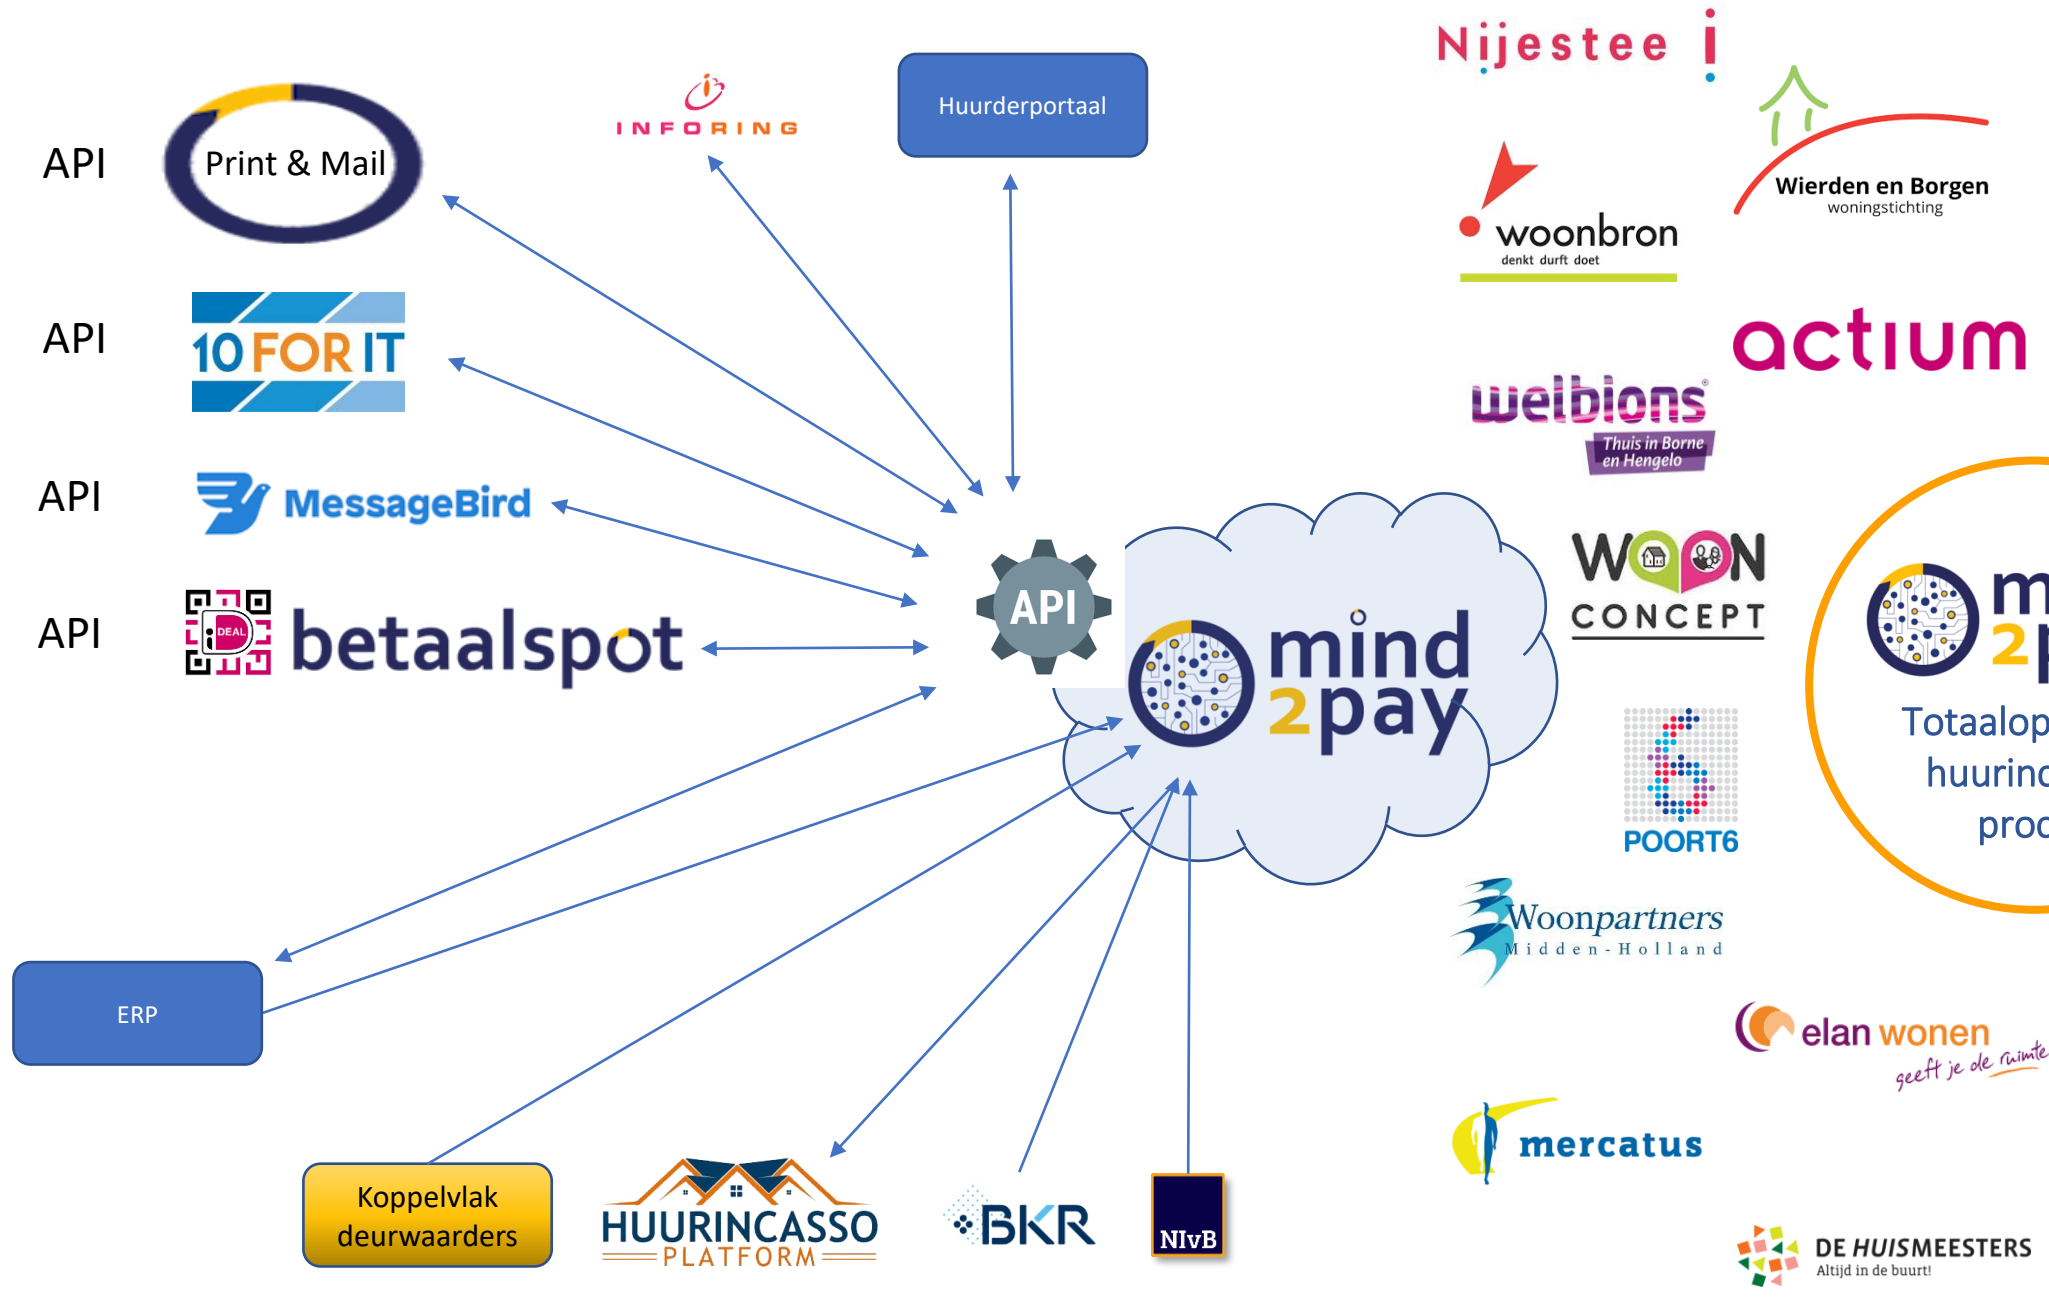 API
Print & Mail
INFORING
Huurderportaal
API
10 FOR IT
API
MessageBird
API
iDEAL
betaalspot
API
mind
2pay
ERP
Koppelvlak
deurwaarders
HUURINCASSO
PLATFORM
BKR
NIvB
Nijestee
Wierden en Borgen
woningstichting
woonbron
denkt durft doet
actium
welbions®
Thuis in Borne
en Hengelo
WOON
CONCEPT
POORT6
Woonpartners
Midden-Holland
m
2p
Totaalop
huurinc
proc
elan wonen
geeft je de ruimte
mercatus
DE HUISMEESTERS
Altijd in de buurt!